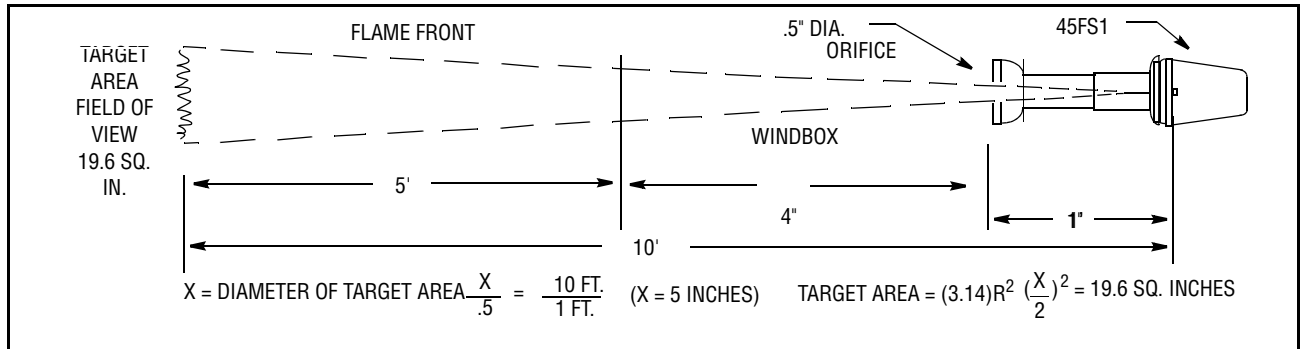 FLAME FRONT
.5" DIA.
ORIFICE
45FS1
TARGET
AREA
FIELD OF
VIEW
19.6 SQ.
IN.
WINDBOX
5'
4"
1"
10'
X = DIAMETER OF TARGET AREA X/.5 = 10 FT./1 FT. (X = 5 INCHES)
TARGET AREA = (3.14)R² (X/2)² = 19.6 SQ. INCHES